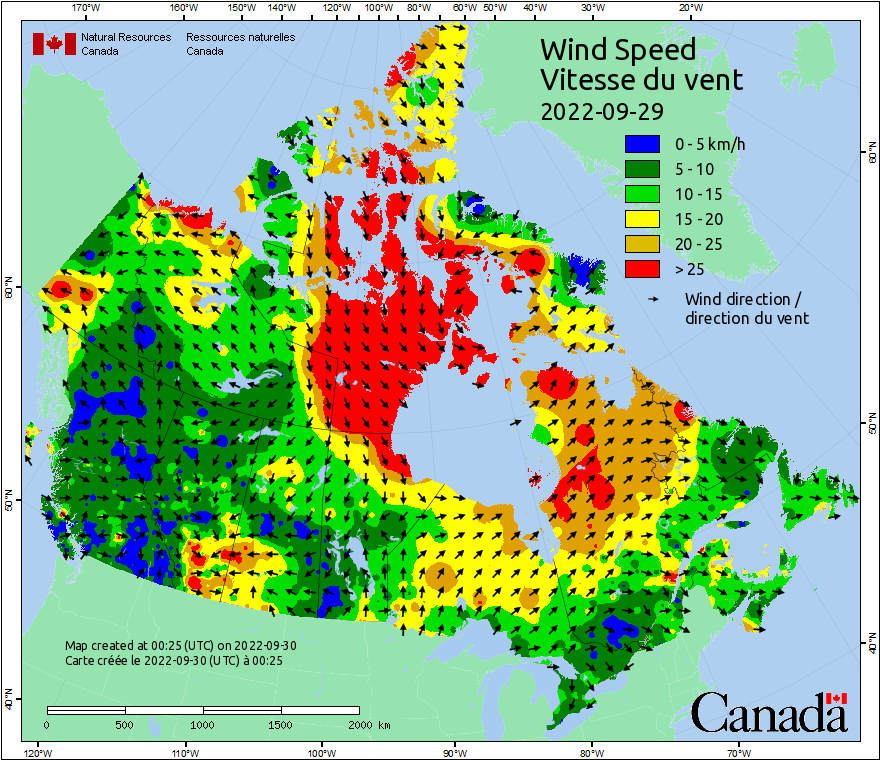 170°W 160°W 150°W 140°W 130°W 120°W 110°W 100°W 90°W 80°W 70°W 60°W 50°W 40°W 30°W 20°W
Natural Resources Canada
Ressources naturelles Canada
Wind Speed
Vitesse du vent
2022-09-29
0 - 5 km/h
5 - 10
10 - 15
15 - 20
20 - 25
> 25
Wind direction /
direction du vent
60°N
60°N
50°N
50°N
40°N
40°N
Map created at 00:25 (UTC) on 2022-09-30
Carte créée le 2022-09-30 (UTC) à 00:25
0 500 1000 1500 2000 km
Canada
120°W 110°W 100°W 90°W 80°W 70°W